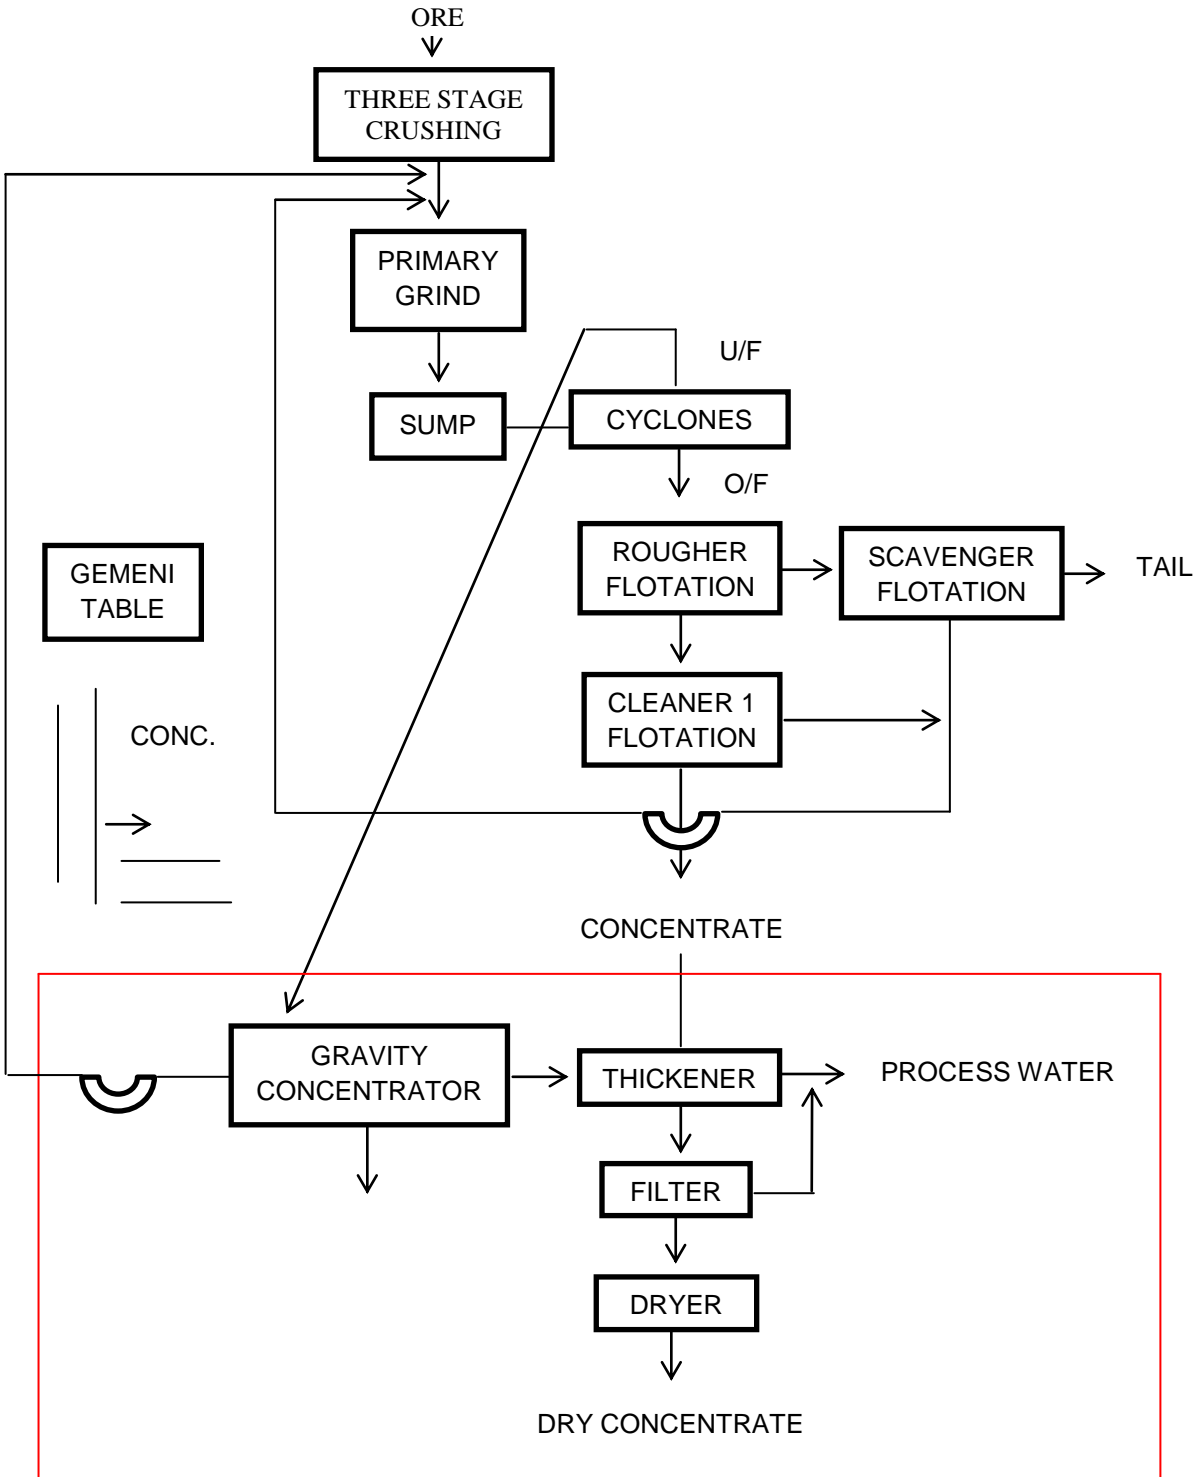 ORE
THREE STAGE
CRUSHING
PRIMARY
GRIND
U/F
SUMP
CYCLONES
O/F
GEMENI
TABLE
ROUGHER
FLOTATION
SCAVENGER
FLOTATION
TAIL
CLEANER 1
FLOTATION
CONC.
CONCENTRATE
GRAVITY
CONCENTRATOR
THICKENER
PROCESS WATER
FILTER
DRYER
DRY CONCENTRATE